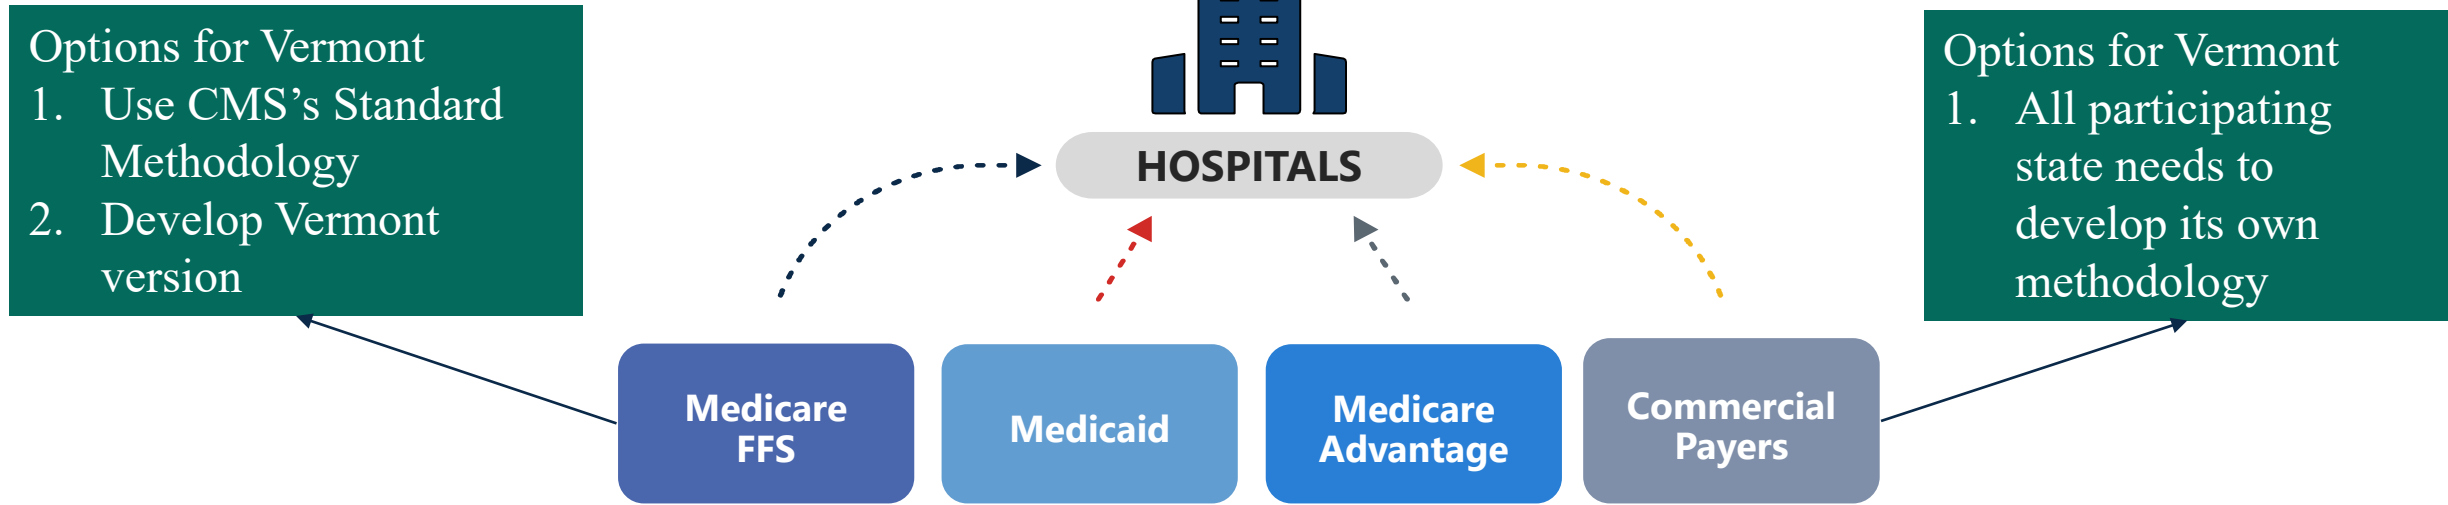 Options for Vermont
1. Use CMS’s Standard
Methodology
2. Develop Vermont
version
HOSPITALS
Options for Vermont
1. All participating
state needs to
develop its own
methodology
Medicare
FFS
Medicaid
Medicare
Advantage
Commercial
Payers